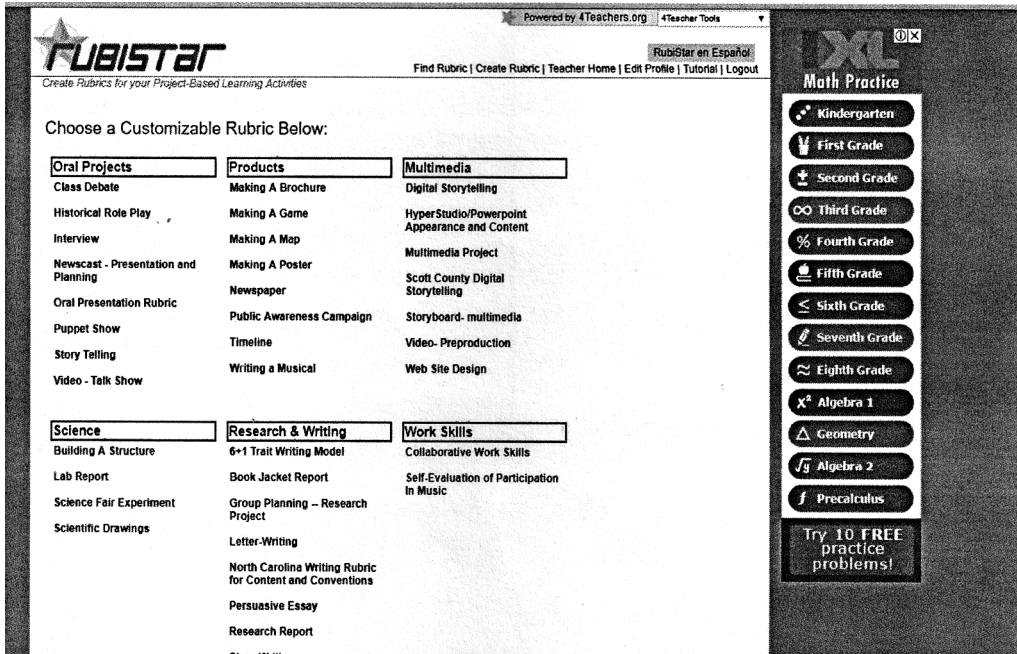 Powered by 4Teachers.org
4Teacher Tools
RUBISTAR
Create Rubrics for your Project-Based Learning Activities
RubiStar en Español
Find Rubric | Create Rubric | Teacher Home | Edit Profile | Tutorial | Logout
Choose a Customizable Rubric Below:
Oral Projects
Class Debate
Historical Role Play
Interview
Newscast - Presentation and
Planning
Oral Presentation Rubric
Puppet Show
Story Telling
Video - Talk Show
Products
Making A Brochure
Making A Game
Making A Map
Making A Poster
Newspaper
Public Awareness Campaign
Timeline
Writing a Musical
Multimedia
Digital Storytelling
HyperStudio/Powerpoint
Appearance and Content
Multimedia Project
Scott County Digital
Storytelling
Storyboard- multimedia
Video- Preproduction
Web Site Design
Science
Building A Structure
Lab Report
Science Fair Experiment
Scientific Drawings
Research & Writing
6+1 Trait Writing Model
Book Jacket Report
Group Planning -- Research
Project
Letter-Writing
North Carolina Writing Rubric
for Content and Conventions
Persuasive Essay
Research Report
Work Skills
Collaborative Work Skills
Self-Evaluation of Participation
In Music
IXL
Math Practice
Kindergarten
First Grade
Second Grade
Third Grade
% Fourth Grade
Fifth Grade
≤ Sixth Grade
Seventh Grade
≈ Eighth Grade
x² Algebra 1
Geometry
√y Algebra 2
f Precalculus
Try 10 FREE
practice
problems!